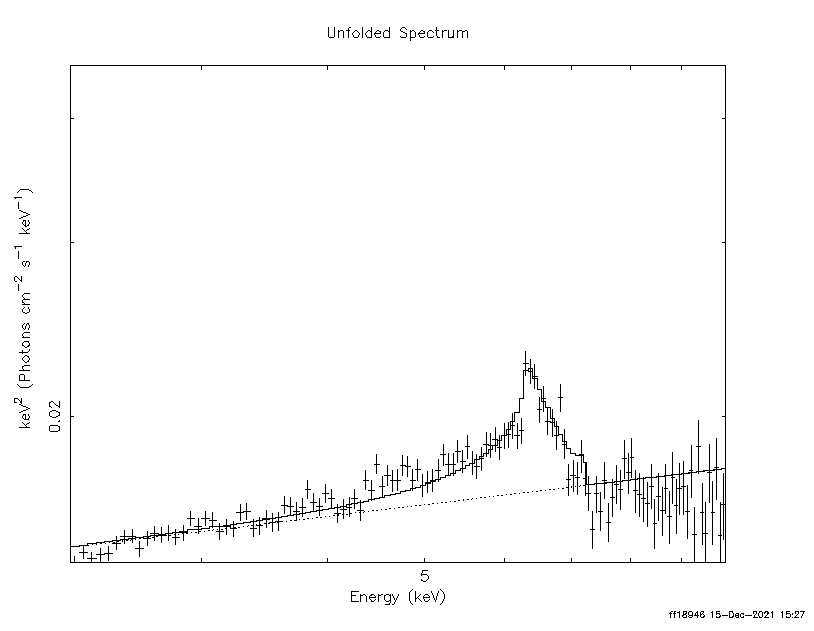 Unfolded Spectrum
keV² (Photons cm⁻² s⁻¹ keV⁻¹)
0.02
5
Energy (keV)
ff18946 15-Dec-2021 15:27